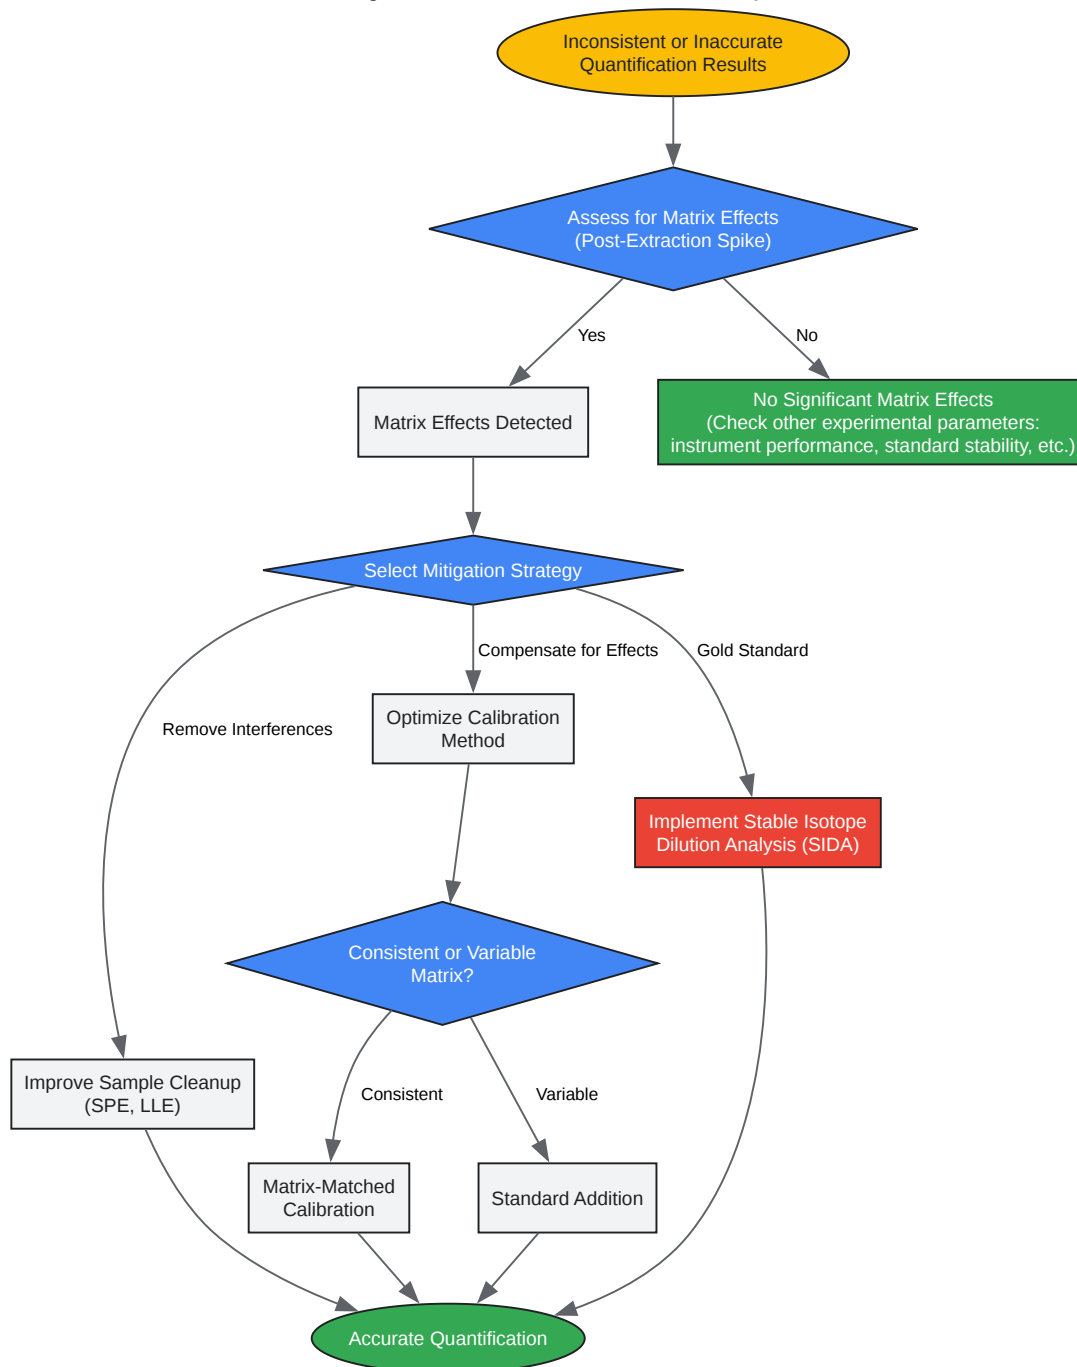 Inconsistent or Inaccurate
Quantification Results
Assess for Matrix Effects
(Post-Extraction Spike)
Yes
No
Matrix Effects Detected
No Significant Matrix Effects
(Check other experimental parameters:
instrument performance, standard stability, etc.)
Select Mitigation Strategy
Compensate for Effects
Gold Standard
Remove Interferences
Optimize Calibration
Method
Implement Stable Isotope
Dilution Analysis (SIDA)
Consistent or Variable
Matrix?
Improve Sample Cleanup
(SPE, LLE)
Consistent
Variable
Matrix-Matched
Calibration
Standard Addition
Accurate Quantification